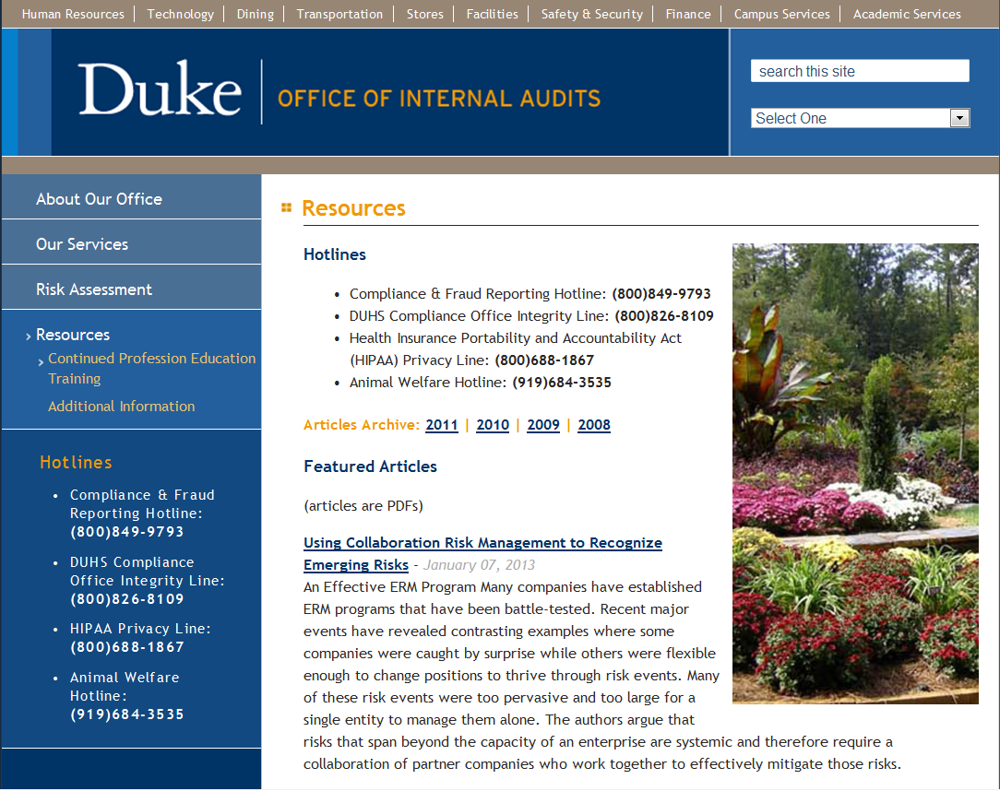 Human Resources Technology Dining Transportation Stores Facilities Safety & Security Finance Campus Services Academic Services
Duke OFFICE OF INTERNAL AUDITS
search this site
Select One
About Our Office
Our Services
Risk Assessment
Resources
Continued Profession Education
Training
Additional Information
Hotlines
• Compliance & Fraud
Reporting Hotline:
(800)849-9793
• DUHS Compliance
Office Integrity Line:
(800)826-8109
• HIPAA Privacy Line:
(800)688-1867
• Animal Welfare
Hotline:
(919)684-3535
Resources
Hotlines
• Compliance & Fraud Reporting Hotline: (800)849-9793
• DUHS Compliance Office Integrity Line: (800)826-8109
• Health Insurance Portability and Accountability Act
(HIPAA) Privacy Line: (800)688-1867
• Animal Welfare Hotline: (919)684-3535
Articles Archive: 2011 | 2010 | 2009 | 2008
Featured Articles
(articles are PDFs)
Using Collaboration Risk Management to Recognize
Emerging Risks - January 07, 2013
An Effective ERM Program Many companies have established
ERM programs that have been battle-tested. Recent major
events have revealed contrasting examples where some
companies were caught by surprise while others were flexible
enough to change positions to thrive through risk events. Many
of these risk events were too pervasive and too large for a
single entity to manage them alone. The authors argue that
risks that span beyond the capacity of an enterprise are systemic and therefore require a
collaboration of partner companies who work together to effectively mitigate those risks.